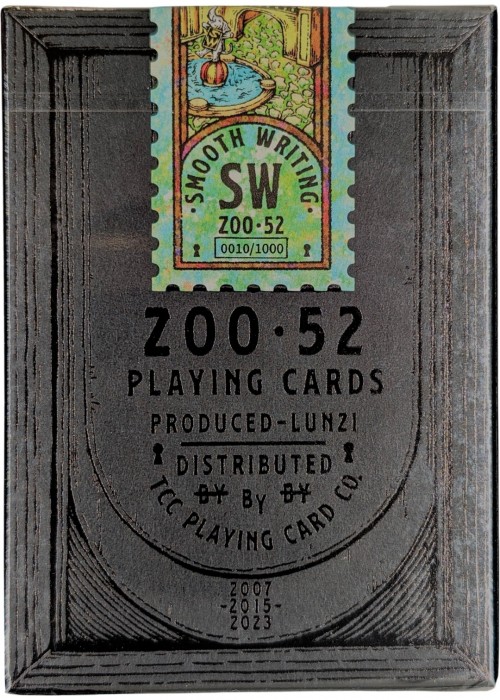 ·SMOOTH WRITING·
SW
ZOO·52
0010/1000
ZOO·52
PLAYING CARDS
PRODUCED-LUNZI
DISTRIBUTED
BY By BY
TCC PLAYING CARD CO.
2007
-2015-
2023